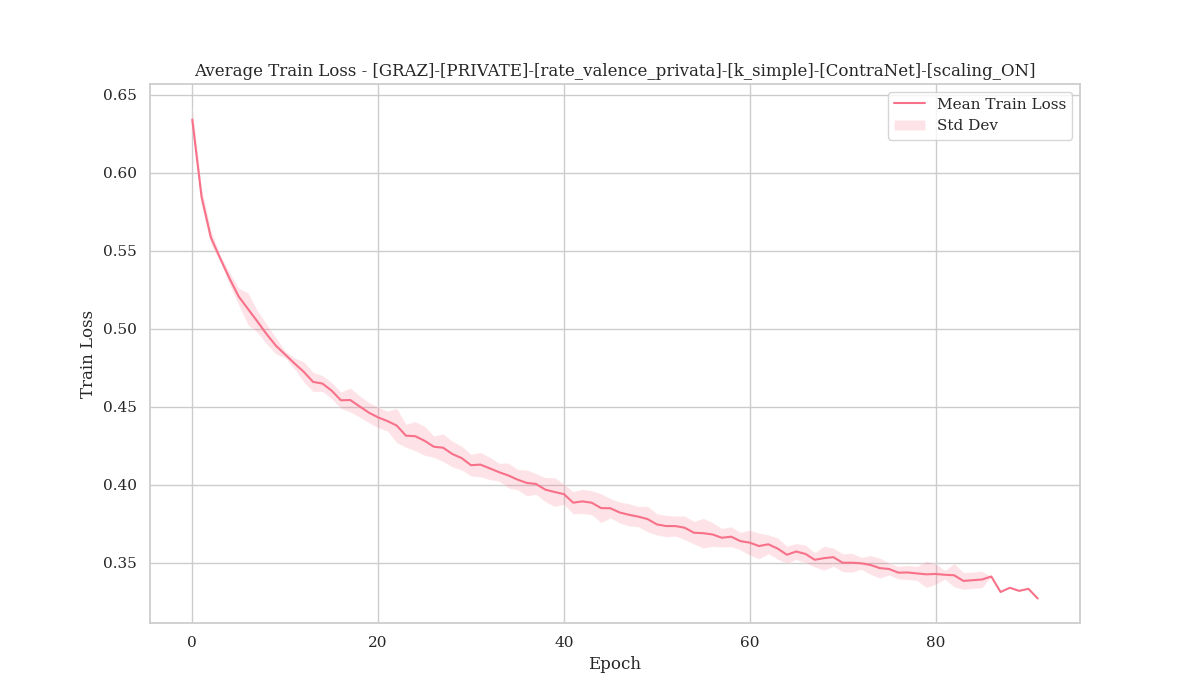 Average Train Loss - [GRAZ]-[PRIVATE]-[rate_valence_privata]-[k_simple]-[ContraNet]-[scaling_ON]
Mean Train Loss
Std Dev
Train Loss
0.65
0.60
0.55
0.50
0.45
0.40
0.35
0
20
40
60
80
Epoch